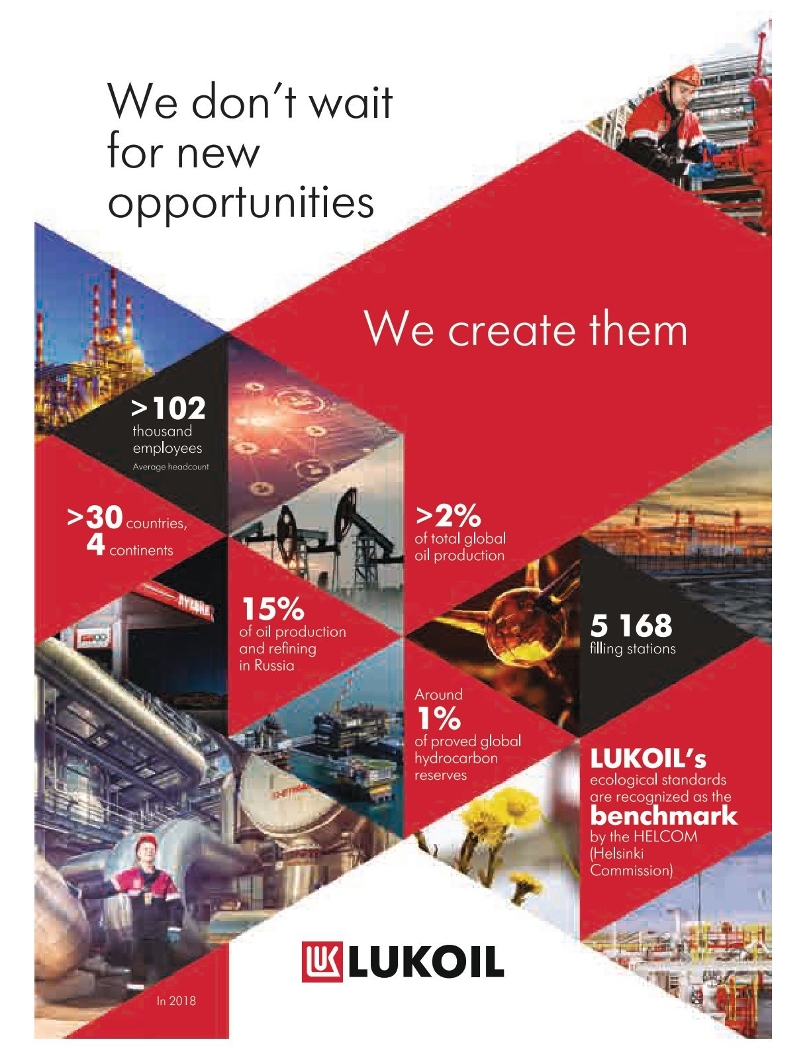 We don't wait
for new
opportunities
We create them
>102
thousand
employees
Average headcount
>30 countries,
4 continents
>2%
of total global
oil production
15%
of oil production
and refining
in Russia
5 168
filling stations
Around
1%
of proved global
hydrocarbon
reserves
LUKOIL's
ecological standards
are recognized as the
benchmark
by the HELCOM
(Helsinki
Commission)
LUK LUKOIL
In 2018